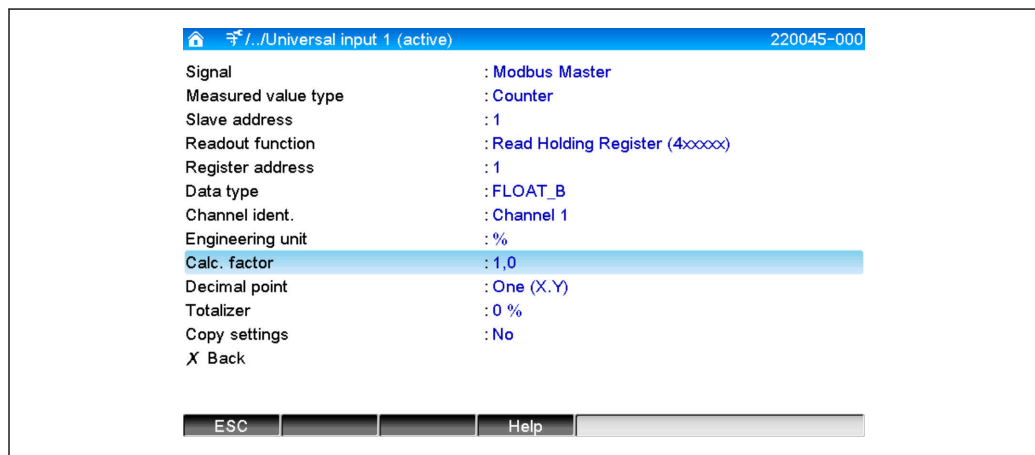 /../Universal input 1 (active) 220045-000
Signal : Modbus Master
Measured value type : Counter
Slave address : 1
Readout function : Read Holding Register (4xxxxx)
Register address : 1
Data type : FLOAT_B
Channel ident. : Channel 1
Engineering unit : %
Calc. factor : 1,0
Decimal point : One (X.Y)
Totalizer : 0 %
Copy settings : No
X Back
ESC Help